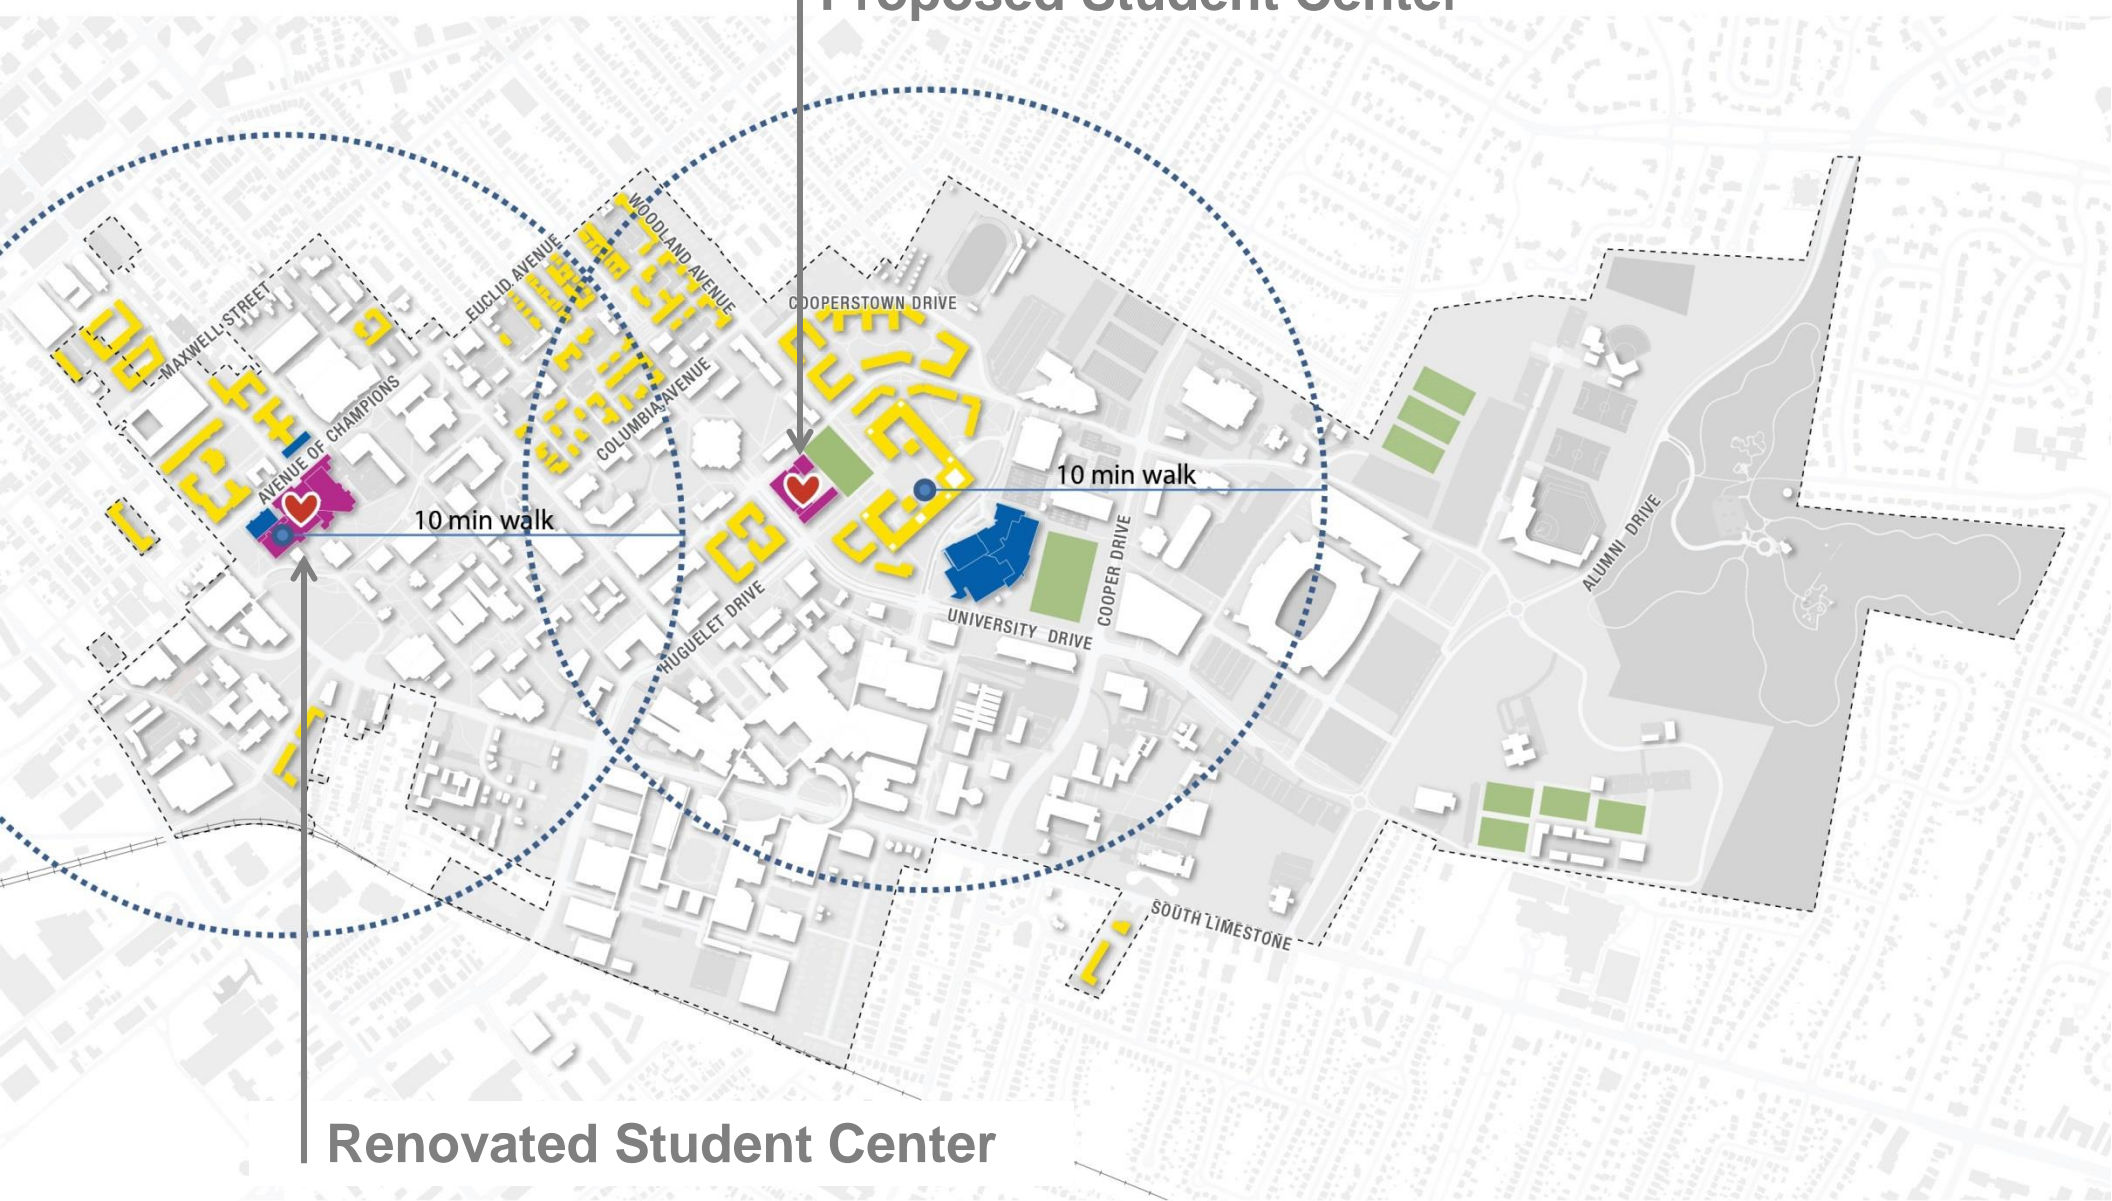 Proposed Student Center
WOODLAND AVENUE
EUCLID AVENUE
COOPERSTOWN DRIVE
MAXWELL STREET
COLUMBIA AVENUE
AVENUE OF CHAMPIONS
10 min walk
10 min walk
COOPER DRIVE
ALUMNI DRIVE
HUGUELET DRIVE
UNIVERSITY DRIVE
SOUTH LIMESTONE
Renovated Student Center